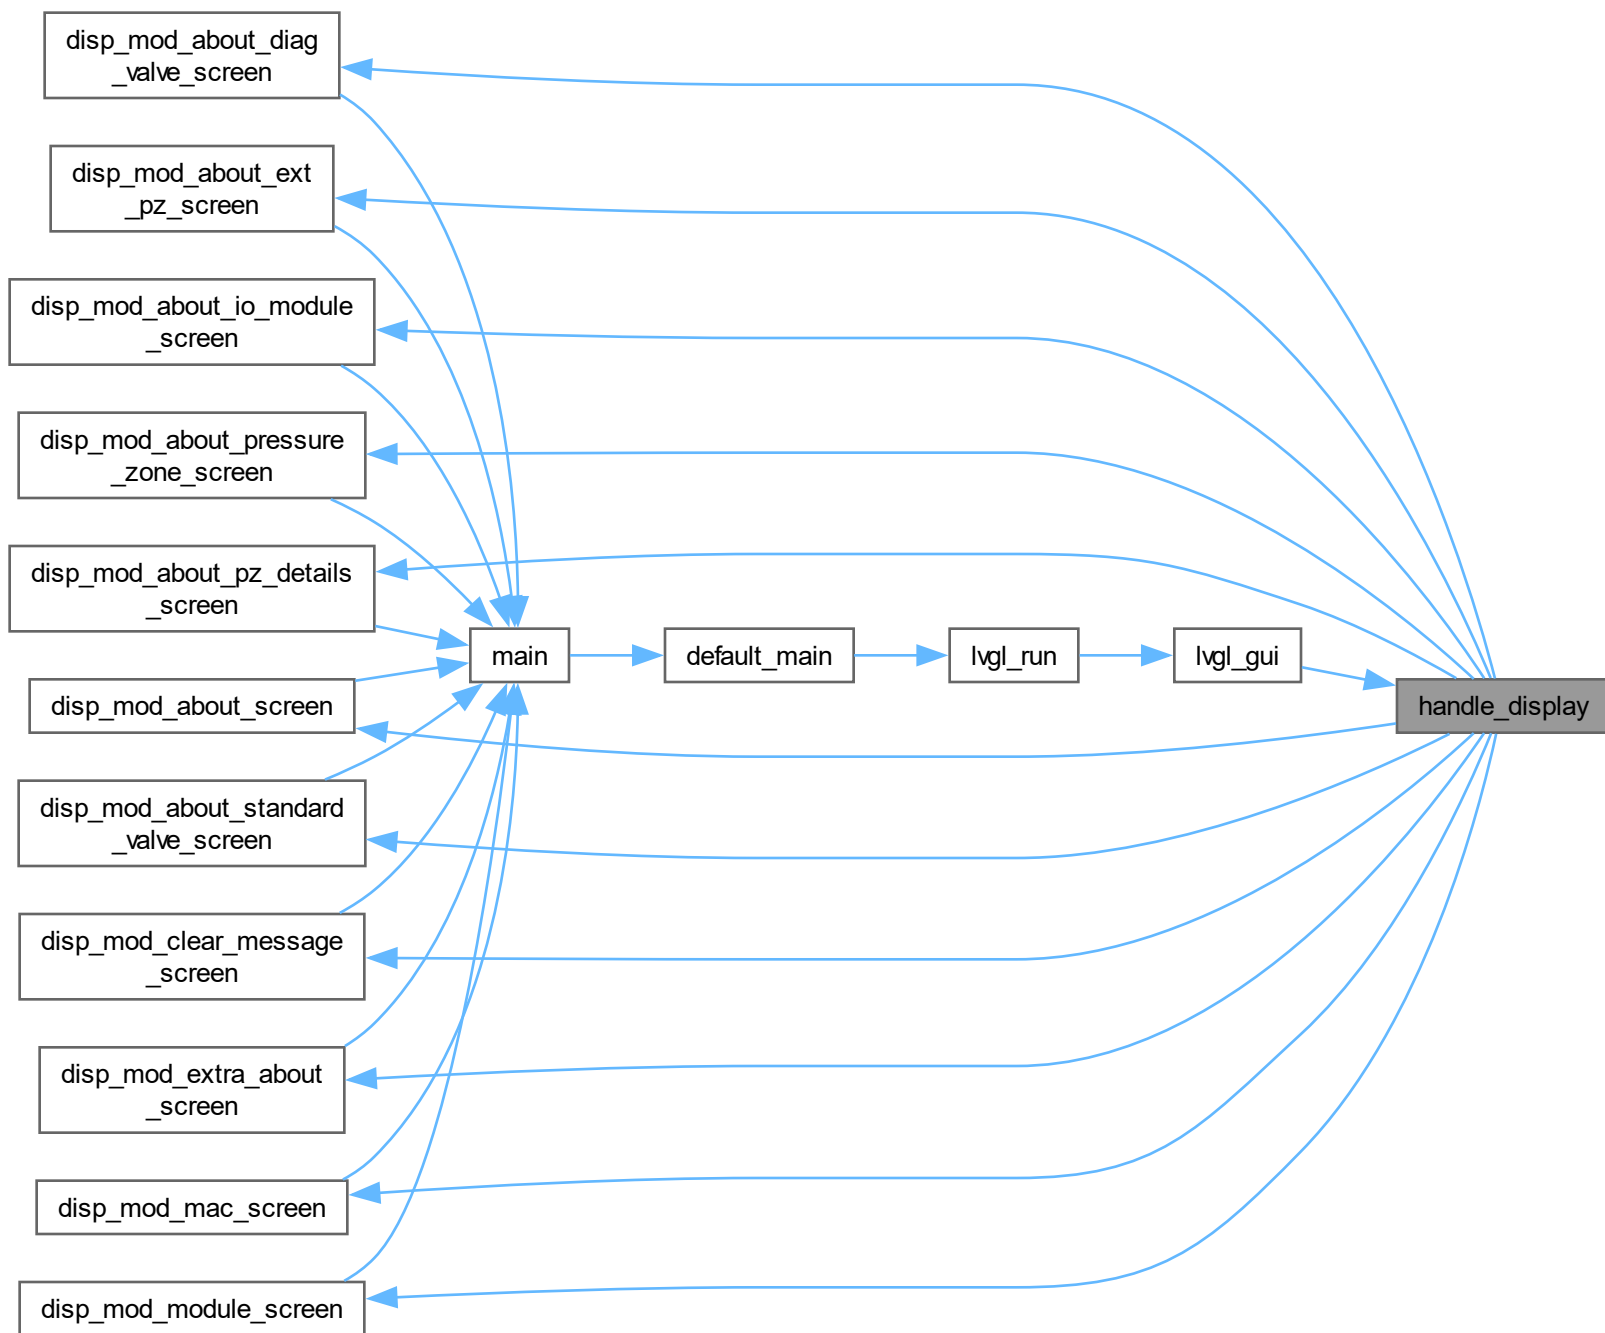 disp_mod_about_diag
_valve_screen
disp_mod_about_ext
_pz_screen
disp_mod_about_io_module
_screen
disp_mod_about_pressure
_zone_screen
disp_mod_about_pz_details
_screen
disp_mod_about_screen
disp_mod_about_standard
_valve_screen
disp_mod_clear_message
_screen
disp_mod_extra_about
_screen
disp_mod_mac_screen
disp_mod_module_screen
main
default_main
lvgl_run
lvgl_gui
handle_display